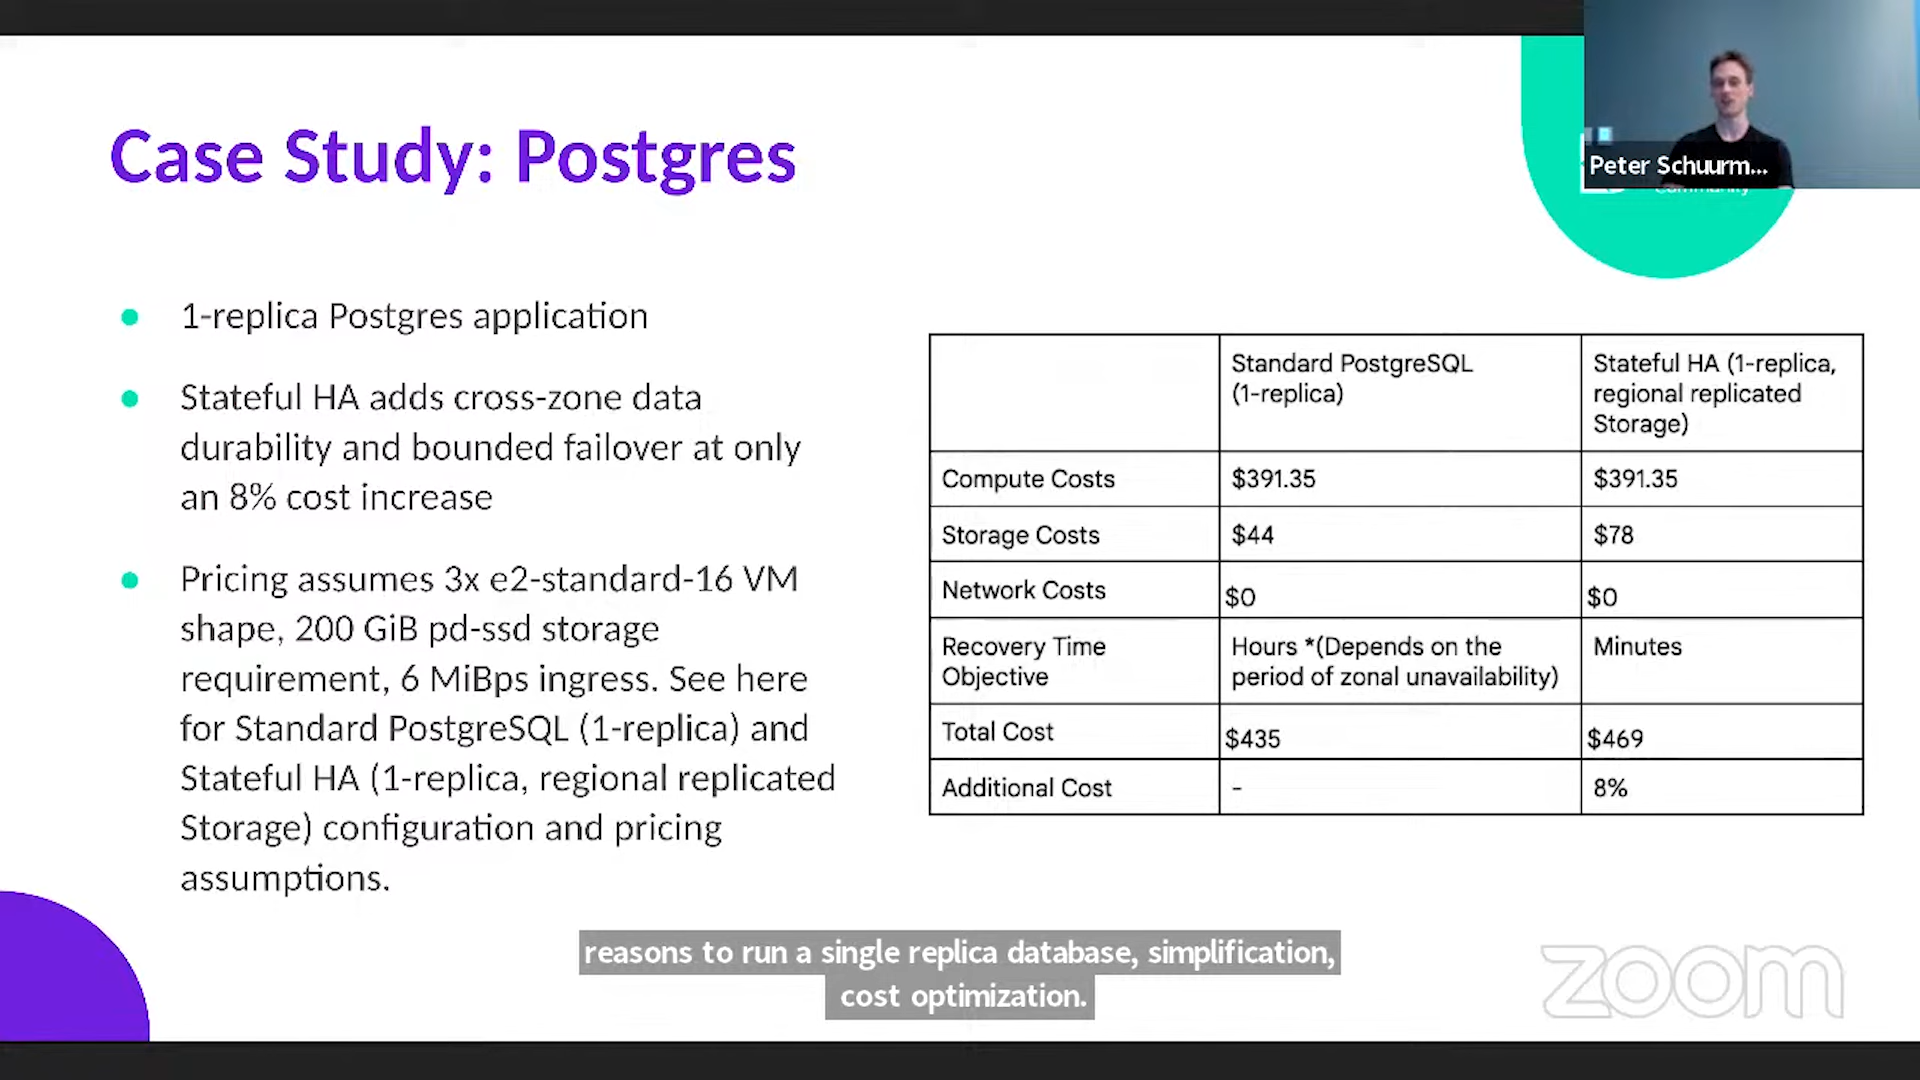 Case Study: Postgres
Peter Schuurm...
1-replica Postgres application
Stateful HA adds cross-zone data
durability and bounded failover at only
an 8% cost increase
Pricing assumes 3x e2-standard-16 VM
shape, 200 GiB pd-ssd storage
requirement, 6 MiBps ingress. See here
for Standard PostgreSQL (1-replica) and
Stateful HA (1-replica, regional replicated
Storage) configuration and pricing
assumptions.
Standard PostgreSQL
(1-replica)
Stateful HA (1-replica,
regional replicated
Storage)
Compute Costs
$391.35
$391.35
Storage Costs
$44
$78
Network Costs
$0
$0
Recovery Time
Objective
Hours *(Depends on the
period of zonal unavailability)
Minutes
Total Cost
$435
$469
Additional Cost
-
8%
reasons to run a single replica database, simplification,
cost optimization.
zoom